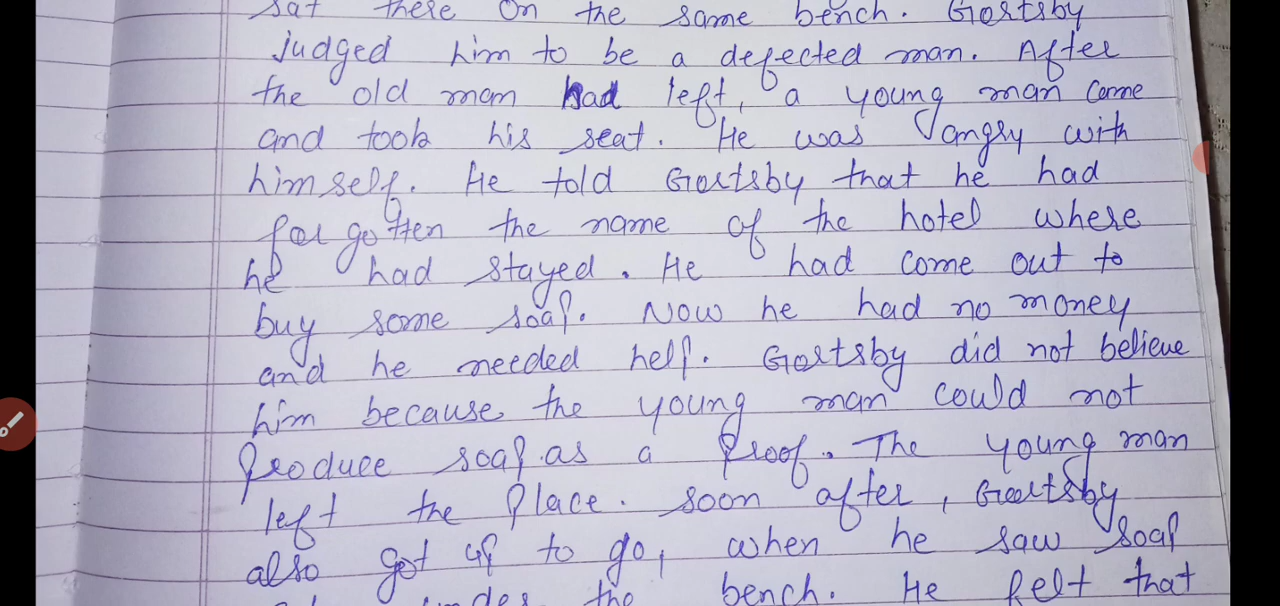 sat there on the same bench. Gortsby
judged him to be a defected man. After
the old man had left, a young man came
and took his seat. He was angry with
himself. He told Gortsby that he had
forgotten the name of the hotel where
he had stayed. He had come out to
buy some soap. Now he had no money
and he needed help. Gortsby did not believe
him because the young man could not
produce soap as a proof. The young man
left the place. Soon after, Gortsby
also got up to go, when he saw soap
the bench. He felt that